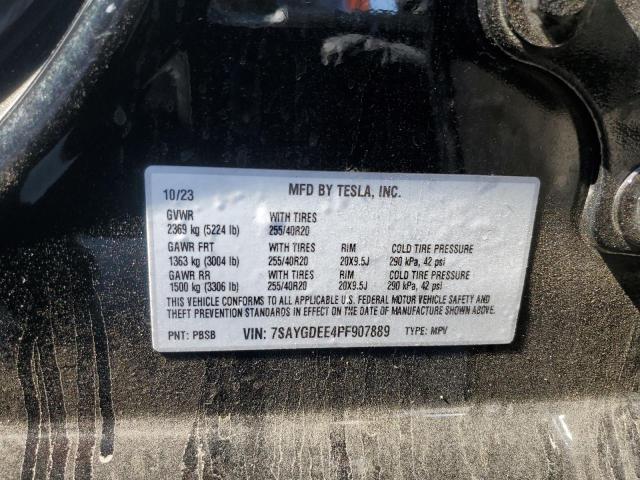 10/23 MFD BY TESLA, INC.
GVWR WITH TIRES
2369 kg (5224 lb) 255/40R20
GAWR FRT WITH TIRES RIM COLD TIRE PRESSURE
1363 kg (3004 lb) 255/40R20 20X9.5J 290 kPa, 42 psi
GAWR RR WITH TIRES RIM COLD TIRE PRESSURE
1500 kg (3306 lb) 255/40R20 20X9.5J 290 kPa, 42 psi
THIS VEHICLE CONFORMS TO ALL APPLICABLE U.S. FEDERAL MOTOR VEHICLE SAFETY AND
THEFT PREVENTION STANDARDS IN EFFECT ON THE DATE OF MANUFACTURE SHOWN ABOVE.
PNT: PBSB VIN: 7SAYGDEE4PF907889 TYPE: MPV